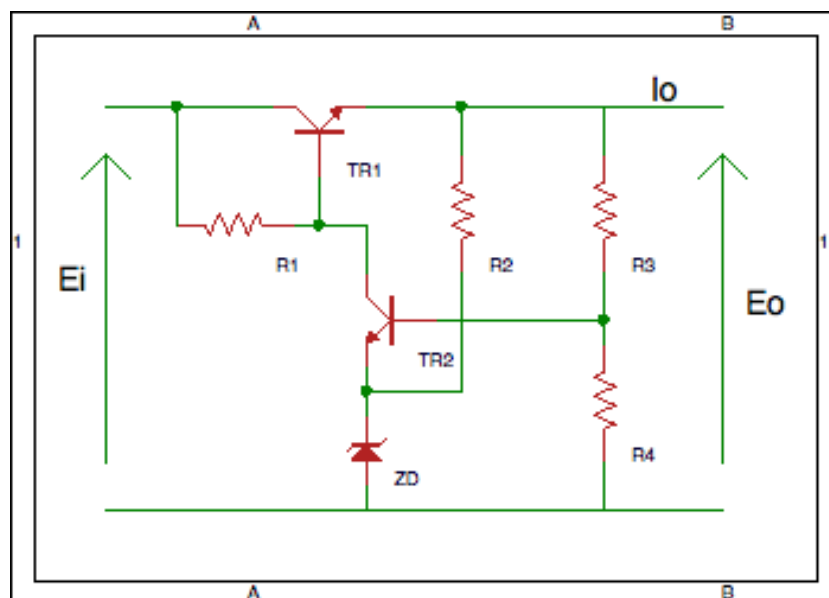 A B
Io
TR1
1 1
R1 R2 R3
Ei Eo
TR2
R4
ZD
A B